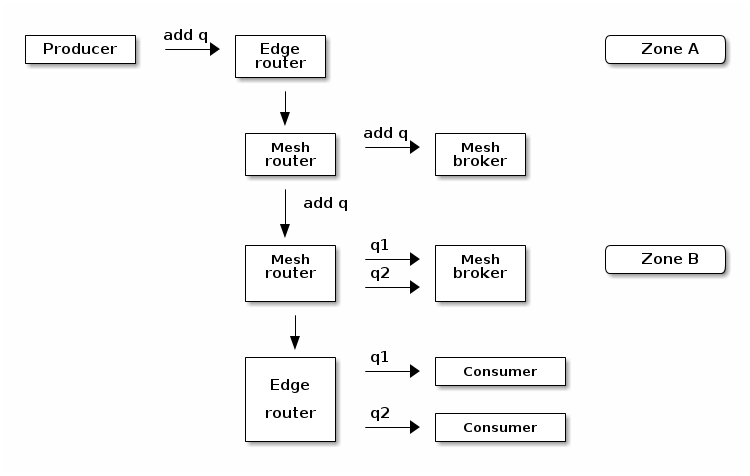 add q
Producer
Edge
router
Zone A
add q
Mesh
router
Mesh
broker
add q
q1
q2
Mesh
router
Mesh
broker
Zone B
q1
Edge
router
Consumer
q2
Consumer